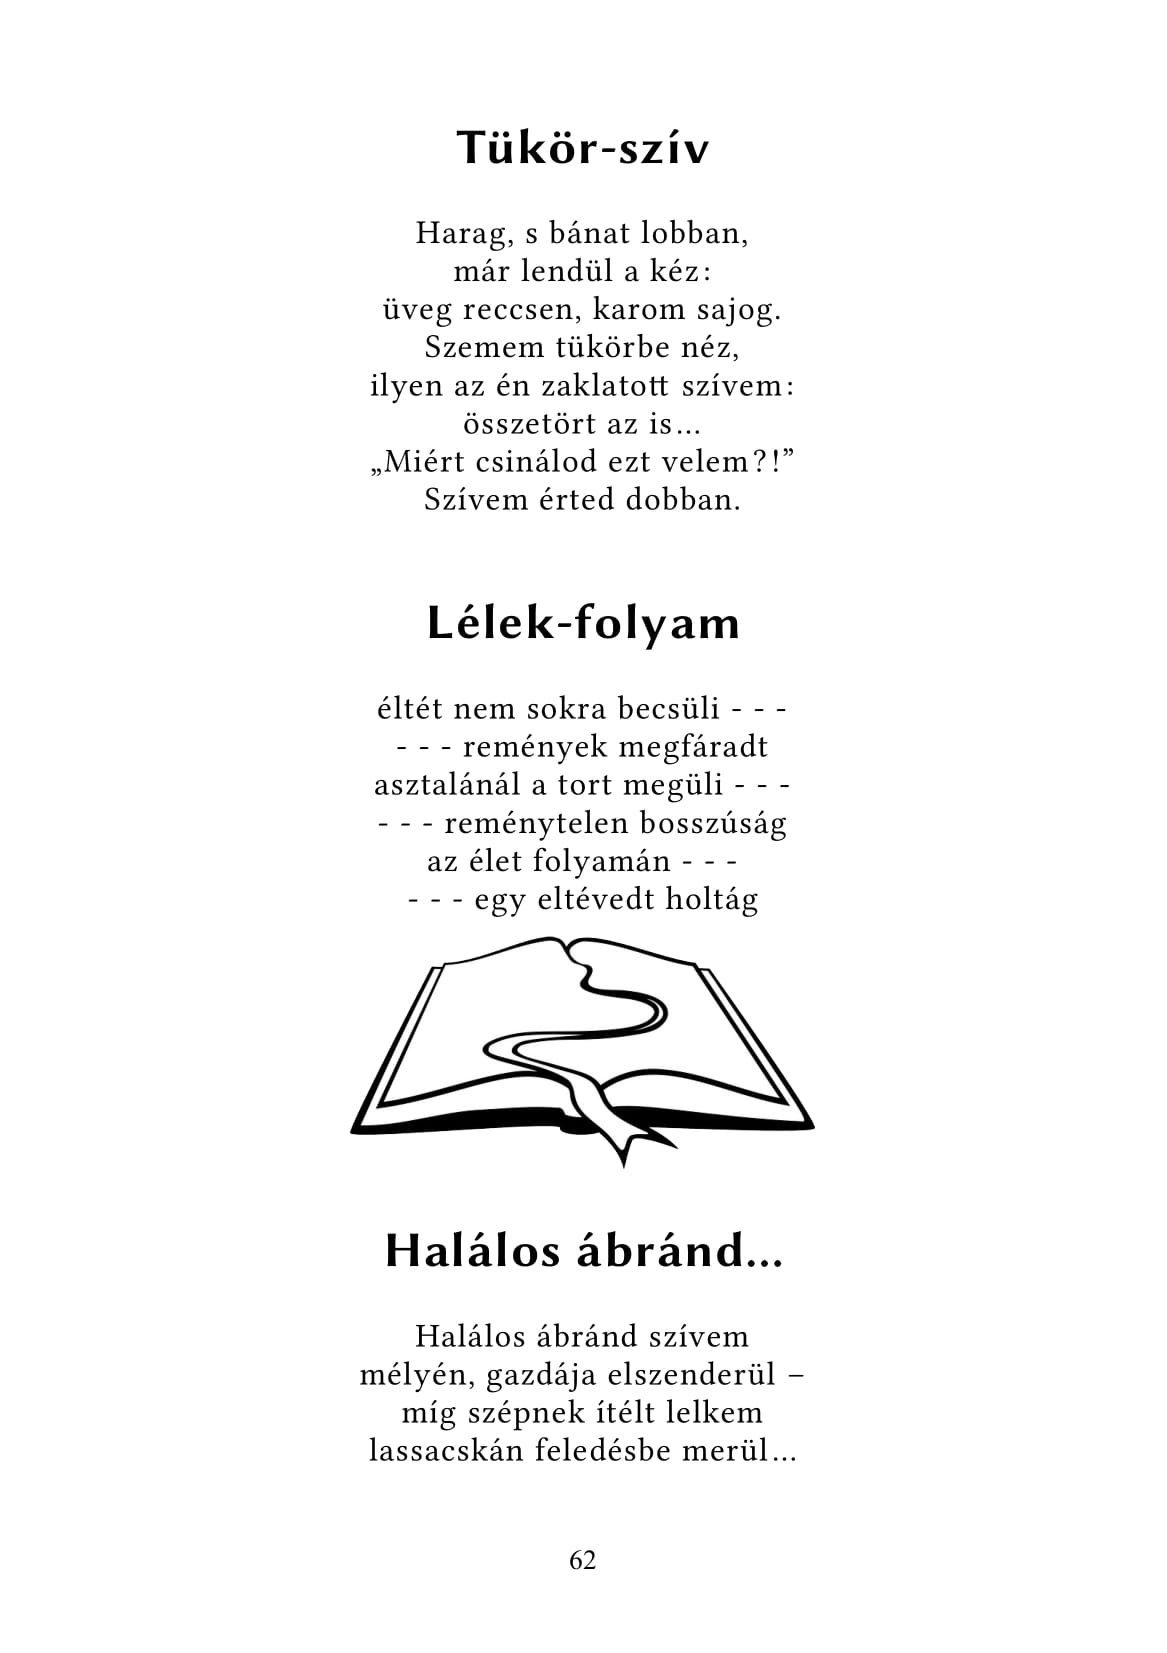 Tükör-szív
Harag, s bánat lobban,
már lendül a kéz:
üveg reccsen, karom sajog.
Szemem tükörbe néz,
ilyen az én zaklatott szívem:
összetört az is…
„Miért csinálod ezt velem?!”
Szívem érted dobban.
Lélek-folyam
éltét nem sokra becsüli - - -
- - - remények megfáradt
asztalánál a tort megüli - - -
- - - reménytelen bosszúság
az élet folyamán - - -
- - - egy eltévedt holtág
Halálos ábránd…
Halálos ábránd szívem
mélyén, gazdája elszenderül –
míg szépnek ítélt lelkem
lassacskán feledésbe merül…
62